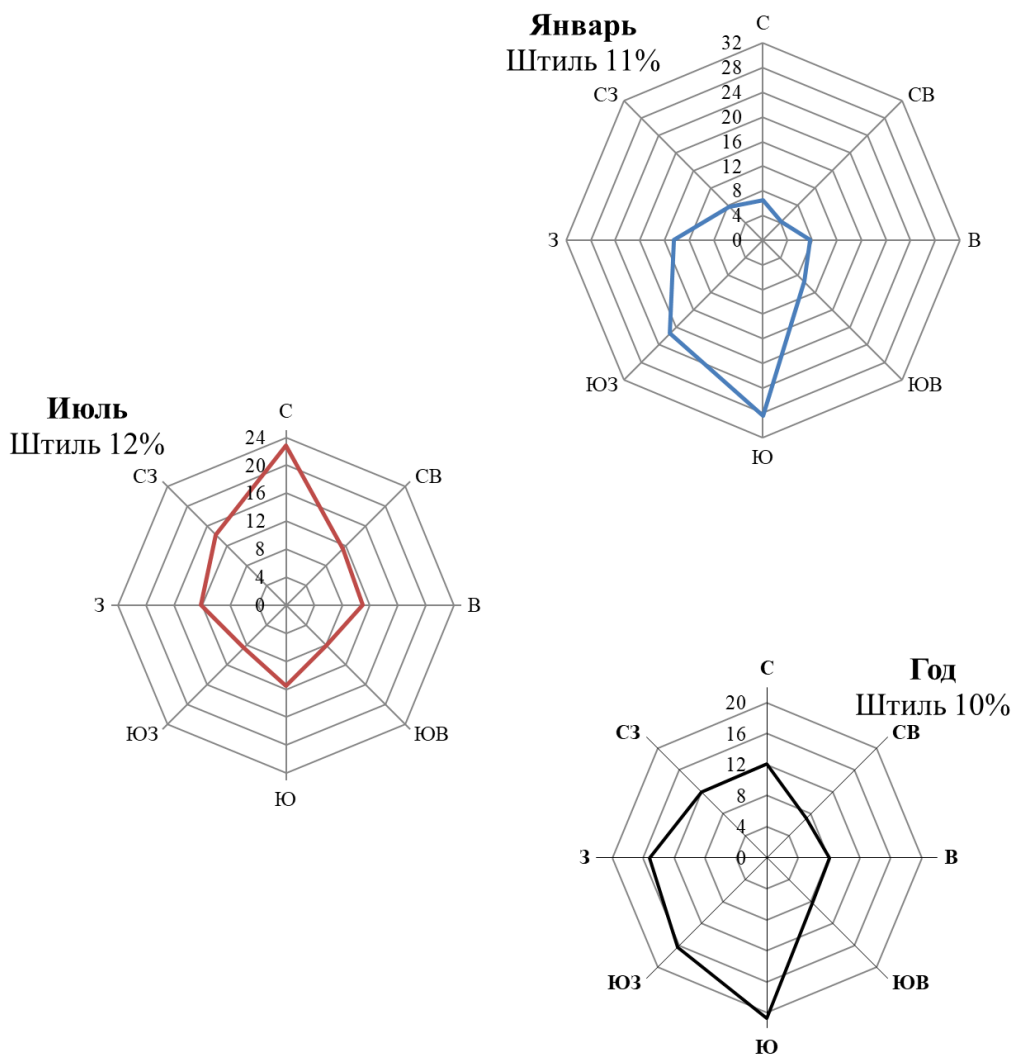 Январь
Штиль 11%
С
32
28
24
20
16
12
8
4
0
СЗ
СВ
З
В
ЮЗ
ЮВ
Ю
Июль
Штиль 12%
С
24
20
16
12
8
4
0
СЗ
СВ
З
В
ЮЗ
ЮВ
Ю
Год
Штиль 10%
С
20
16
12
8
4
0
СЗ
СВ
З
В
ЮЗ
ЮВ
Ю